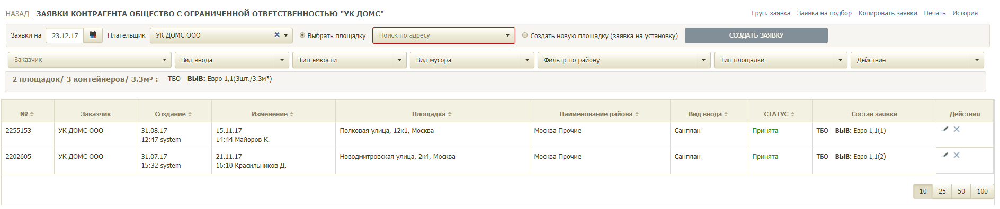 НАЗАД ЗАЯВКИ КОНТРАГЕНТА ОБЩЕСТВО С ОГРАНИЧЕННОЙ ОТВЕТСТВЕННОСТЬЮ "УК ДОМС" Груп. заявка Заявка на подбор Копировать заявки Печать История
Заявки на 23.12.17 Плательщик УК ДОМС ООО Выбрать площадку Поиск по адресу Создать новую площадку (заявка на установку) СОЗДАТЬ ЗАЯВКУ
Заказчик Вид ввода Тип емкости Вид мусора Фильтр по району Тип площадки Действие
2 площадок/ 3 контейнеров/ 3.3м³ : ТБО ВЫВ: Евро 1,1(3шт./3.3м³)
№ Заказчик Создание Изменение Площадка Наименование района Вид ввода СТАТУС Состав заявки Действия
2255153 УК ДОМС ООО 31.08.17 15.11.17 Полковая улица, 12к1, Москва Москва Прочие Санплан Принята ТБО ВЫВ: Евро 1,1(1)
12:47 system 14:44 Майоров К.
2202605 УК ДОМС ООО 31.07.17 21.11.17 Новодмитровская улица, 2к4, Москва Москва Прочие Санплан Принята ТБО ВЫВ: Евро 1,1(2)
15:32 system 16:10 Красильников Д.
10 25 50 100